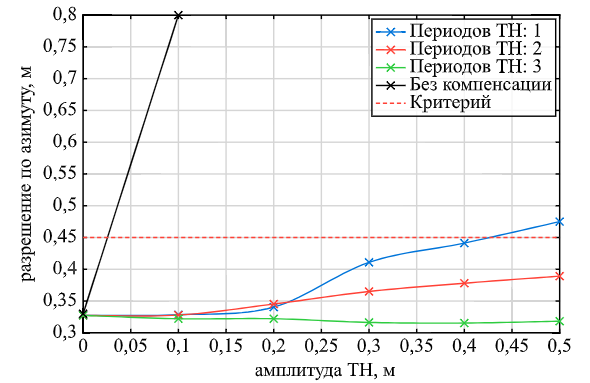 0,8
0,75
0,7
0,65
0,6
0,55
0,5
0,45
0,4
0,35
0,3
разрешение по азимуту, м
Периодов ТН: 1
Периодов ТН: 2
Периодов ТН: 3
Без компенсации
Критерий
0 0,05 0,1 0,15 0,2 0,25 0,3 0,35 0,4 0,45 0,5
амплитуда ТН, м